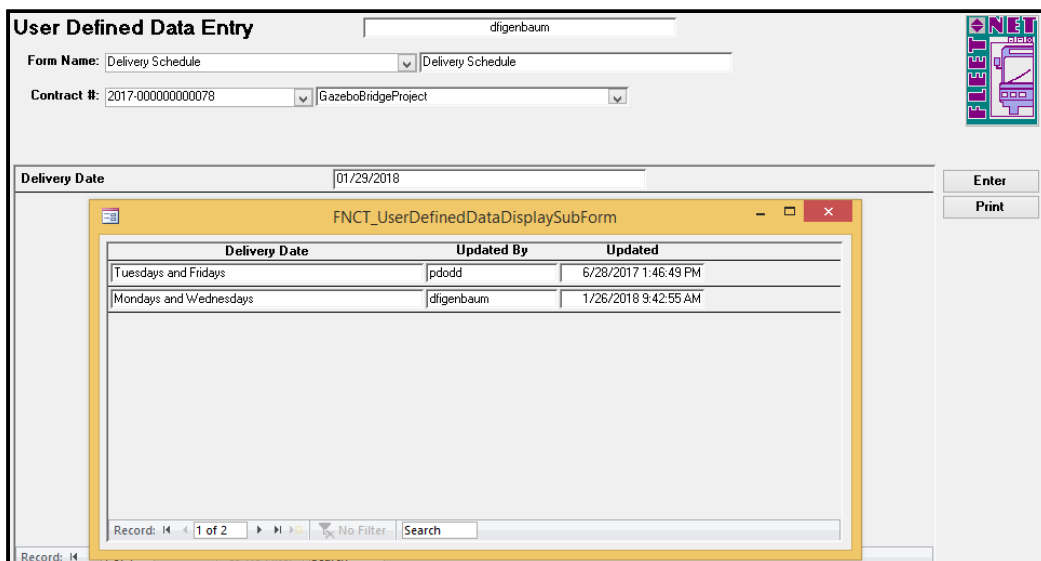 User Defined Data Entry dfigenbaum
Form Name: Delivery Schedule Delivery Schedule
Contract #: 2017-000000000078 GazeboBridgeProject
FLEET NET
Delivery Date 01/29/2018
Enter
Print
FNCT_UserDefinedDataDisplaySubForm
Delivery Date Updated By Updated
Tuesdays and Fridays pdodd 6/28/2017 1:46:49 PM
Mondays and Wednesdays dfigenbaum 1/26/2018 9:42:55 AM
Record: 1 of 2 No Filter Search
Record: